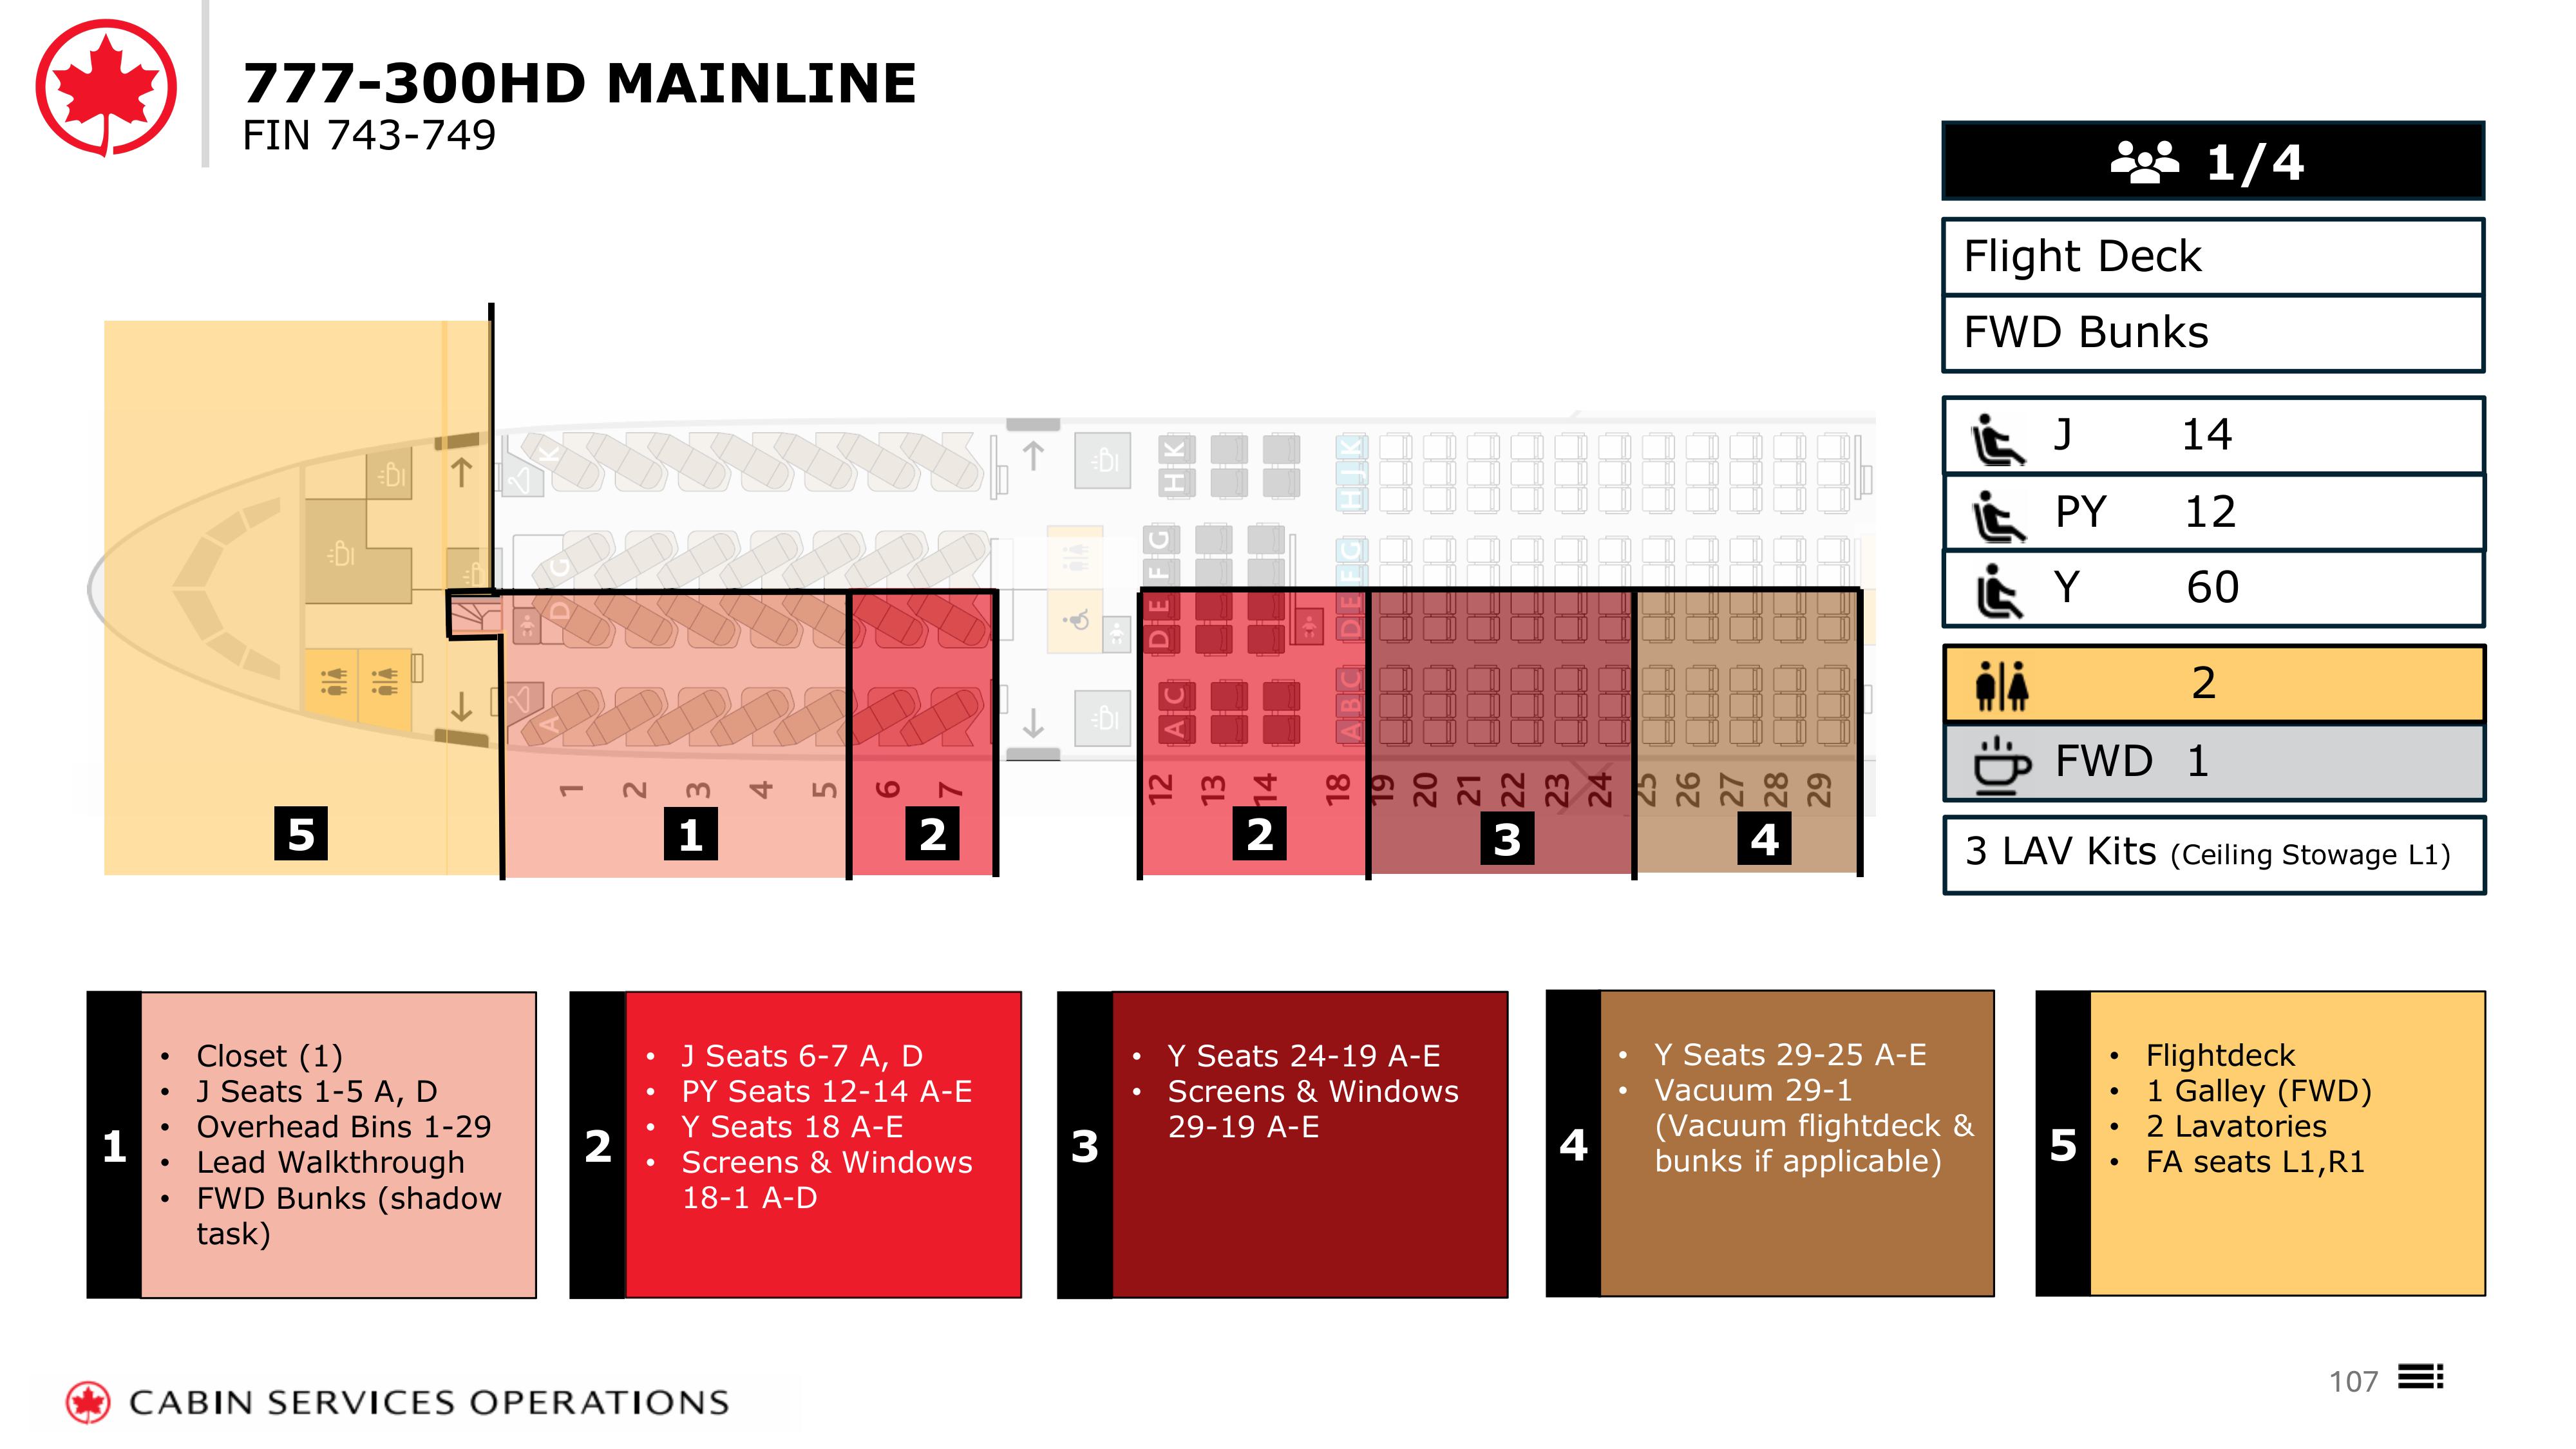 777-300HD MAINLINE
FIN 743-749
1/4
Flight Deck
FWD Bunks
J 14
PY 12
Y 60
2
FWD 1
3 LAV Kits (Ceiling Stowage L1)
K
G
D
A
H K
F G
D E
A C
H J K
F G
D E
A B C
1 2 3 4 5 6 7 12 13 14 18 19 20 21 22 23 24 25 26 27 28 29
5 1 2 2 3 4
1
• Closet (1)
• J Seats 1-5 A, D
• Overhead Bins 1-29
• Lead Walkthrough
• FWD Bunks (shadow
task)
2
• J Seats 6-7 A, D
• PY Seats 12-14 A-E
• Y Seats 18 A-E
• Screens & Windows
18-1 A-D
3
• Y Seats 24-19 A-E
• Screens & Windows
29-19 A-E
4
• Y Seats 29-25 A-E
• Vacuum 29-1
(Vacuum flightdeck &
bunks if applicable)
5
• Flightdeck
• 1 Galley (FWD)
• 2 Lavatories
• FA seats L1,R1
CABIN SERVICES OPERATIONS
107